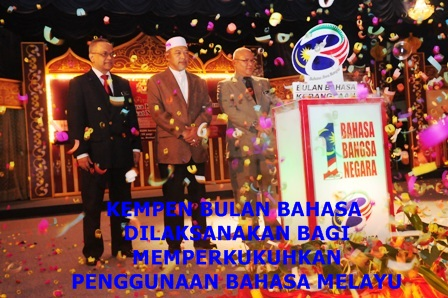 BULAN BAHASA
KEBANGSAAN
1 BAHASA
BANGSA
NEGARA
KEMPEN BULAN BAHASA
DILAKSANAKAN BAGI
MEMPERKUKUHKAN
PENGGUNAAN BAHASA MELAYU